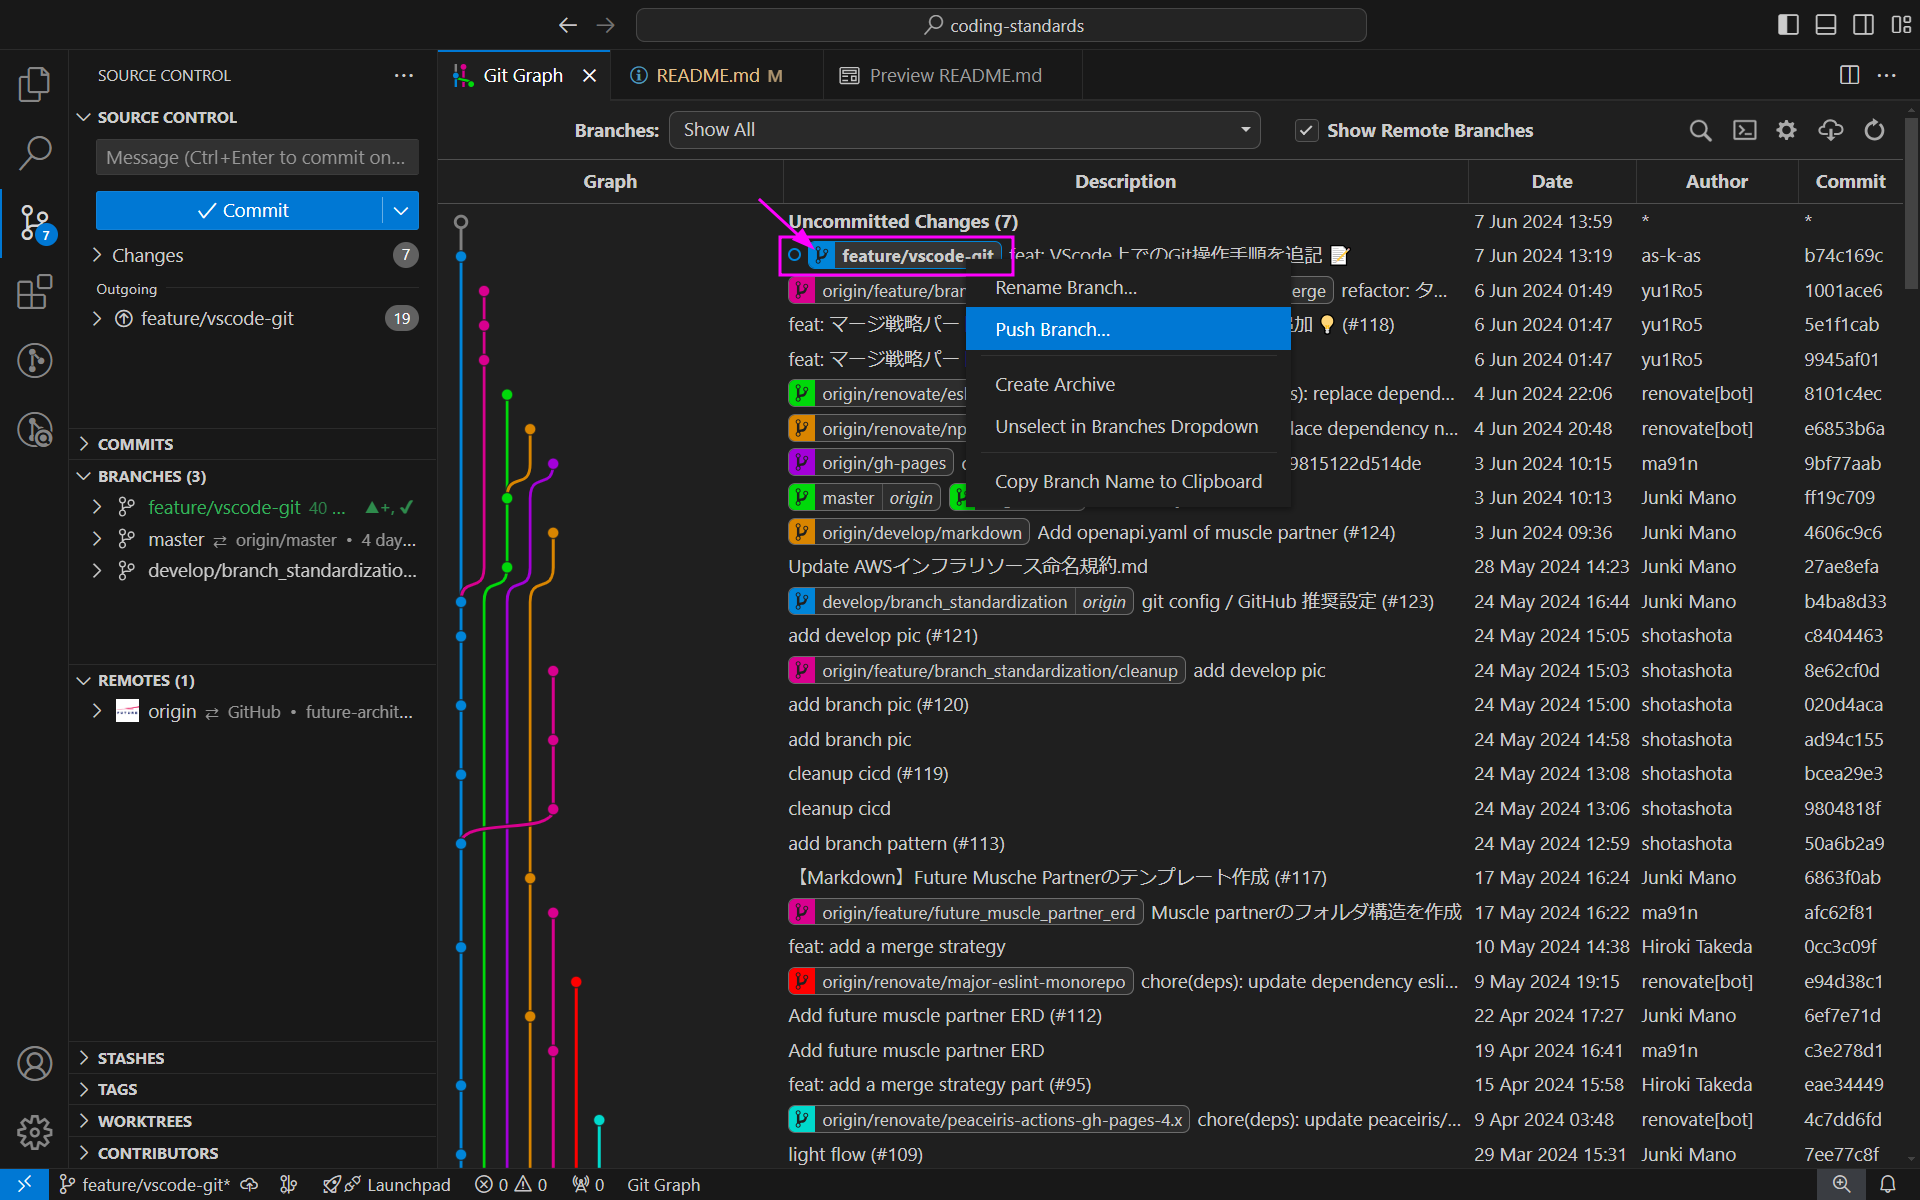 coding-standards
SOURCE CONTROL
Git Graph
README.md M
Preview README.md
SOURCE CONTROL
Message (Ctrl+Enter to commit on...
Commit
7
Changes 7
Outgoing
feature/vscode-git 19
COMMITS
BRANCHES (3)
feature/vscode-git 40 ...
master ⇄ origin/master • 4 day...
develop/branch_standardizatio...
REMOTES (1)
origin ⇄ GitHub • future-archit...
STASHES
TAGS
WORKTREES
CONTRIBUTORS
Branches: Show All Show Remote Branches
Graph Description Date Author Commit
Uncommitted Changes (7) 7 Jun 2024 13:59 * *
feature/vscode-git feat: VScode上でのGit操作手順を追記 📝 7 Jun 2024 13:19 as-k-as b74c169c
origin/feature/bran erge refactor: タ... 6 Jun 2024 01:49 yu1Ro5 1001ace6
feat: マージ戦略パー 加 💡 (#118) 6 Jun 2024 01:47 yu1Ro5 5e1f1cab
feat: マージ戦略パー 6 Jun 2024 01:47 yu1Ro5 9945af01
origin/renovate/esl s): replace depend... 4 Jun 2024 22:06 renovate[bot] 8101c4ec
origin/renovate/np lace dependency n... 4 Jun 2024 20:48 renovate[bot] e6853b6a
origin/gh-pages 9815122d514de 3 Jun 2024 10:15 ma91n 9bf77aab
master origin 3 Jun 2024 10:13 Junki Mano ff19c709
origin/develop/markdown Add openapi.yaml of muscle partner (#124) 3 Jun 2024 09:36 Junki Mano 4606c9c6
Update AWSインフラリソース命名規約.md 28 May 2024 14:23 Junki Mano 27ae8efa
develop/branch_standardization origin git config / GitHub 推奨設定 (#123) 24 May 2024 16:44 Junki Mano b4ba8d33
add develop pic (#121) 24 May 2024 15:05 shotashota c8404463
origin/feature/branch_standardization/cleanup add develop pic 24 May 2024 15:03 shotashota 8e62cf0d
add branch pic (#120) 24 May 2024 15:00 shotashota 020d4aca
add branch pic 24 May 2024 14:58 shotashota ad94c155
cleanup cicd (#119) 24 May 2024 13:08 shotashota bcea29e3
cleanup cicd 24 May 2024 13:06 shotashota 9804818f
add branch pattern (#113) 24 May 2024 12:59 shotashota 50a6b2a9
【Markdown】Future Musche Partnerのテンプレート作成 (#117) 17 May 2024 16:24 Junki Mano 6863f0ab
origin/feature/future_muscle_partner_erd Muscle partnerのフォルダ構造を作成 17 May 2024 16:22 ma91n afc62f81
feat: add a merge strategy 10 May 2024 14:38 Hiroki Takeda 0cc3c09f
origin/renovate/major-eslint-monorepo chore(deps): update dependency esli... 9 May 2024 19:15 renovate[bot] e94d38c1
Add future muscle partner ERD (#112) 22 Apr 2024 17:27 Junki Mano 6ef7e71d
Add future muscle partner ERD 19 Apr 2024 16:41 ma91n c3e278d1
feat: add a merge strategy part (#95) 15 Apr 2024 15:58 Hiroki Takeda eae34449
origin/renovate/peaceiris-actions-gh-pages-4.x chore(deps): update peaceiris/... 9 Apr 2024 03:48 renovate[bot] 4c7dd6fd
light flow (#109) 29 Mar 2024 15:31 Junki Mano 7ee77c8f
Rename Branch...
Push Branch...
Create Archive
Unselect in Branches Dropdown
Copy Branch Name to Clipboard
feature/vscode-git* Launchpad 0 0 0 Git Graph